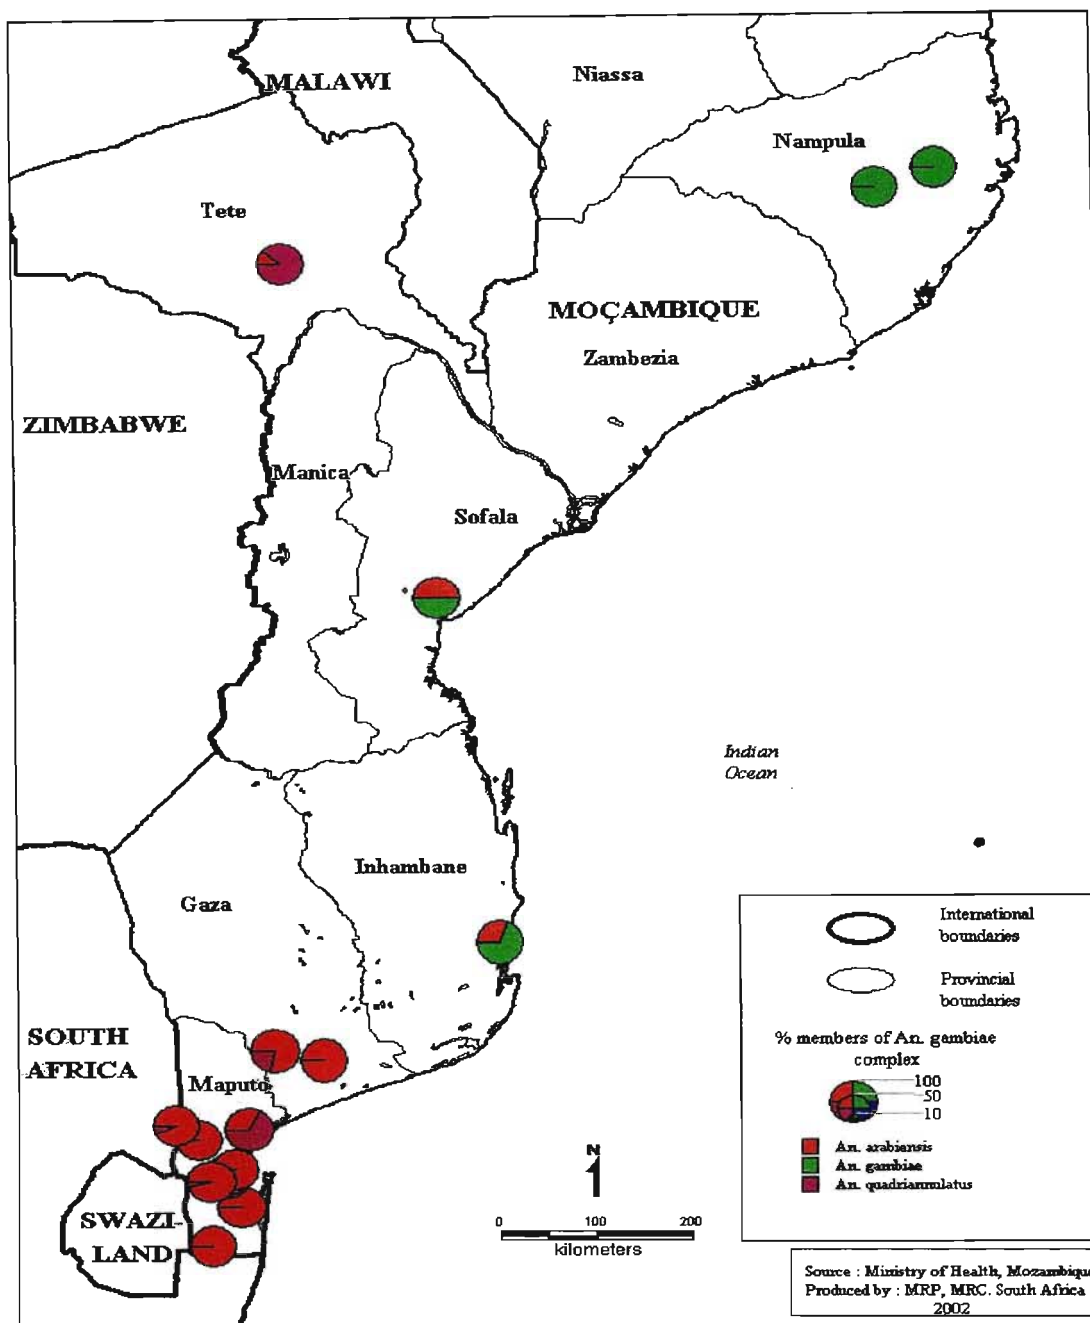 MALAWI
Niassa
Nampula
Tete
MOÇAMBIQUE
Zambezia
ZIMBABWE
Manica
Sofala
Indian
Ocean
Inhambane
Gaza
SOUTH
AFRICA
Maputo
SWAZI-
LAND
N
0 100 200
kilometers
International
boundaries
Provincial
boundaries
% members of An. gambiae
complex
100
50
10
An. arabiensis
An. gambiae
An. quadriannulatus
Source : Ministry of Health, Mozambique
Produced by : MRP, MRC. South Africa
2002